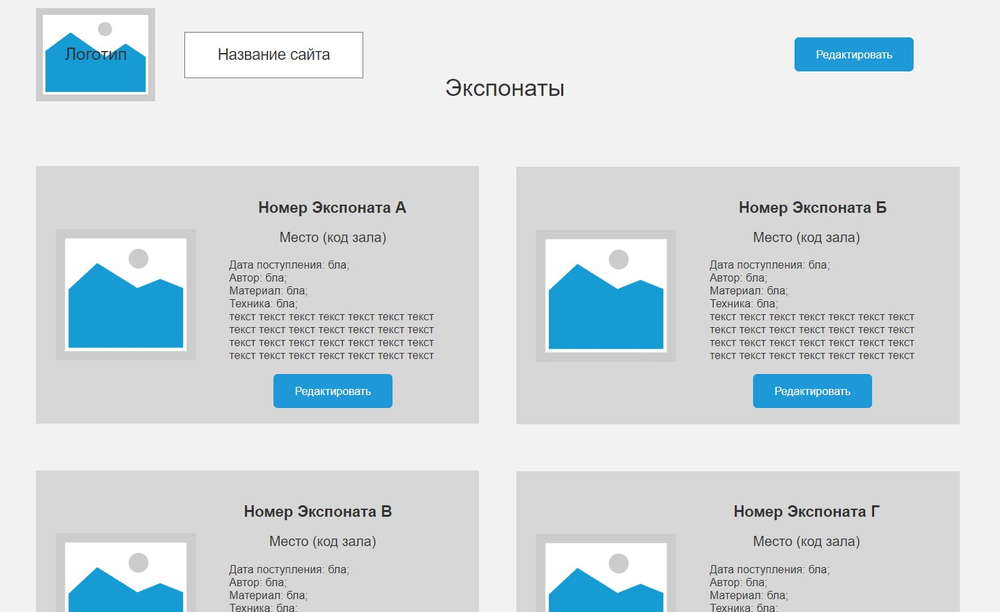 Логотип
Название сайта
Редактировать
Экспонаты
Номер Экспоната А
Место (код зала)
Дата поступления: бла;
Автор: бла;
Материал: бла;
Техника: бла;
текст текст текст текст текст текст текст
текст текст текст текст текст текст текст
текст текст текст текст текст текст текст
текст текст текст текст текст текст текст
Редактировать
Номер Экспоната Б
Место (код зала)
Дата поступления: бла;
Автор: бла;
Материал: бла;
Техника: бла;
текст текст текст текст текст текст текст
текст текст текст текст текст текст текст
текст текст текст текст текст текст текст
текст текст текст текст текст текст текст
Редактировать
Номер Экспоната В
Место (код зала)
Дата поступления: бла;
Автор: бла;
Материал: бла;
Техника: бла;
Номер Экспоната Г
Место (код зала)
Дата поступления: бла;
Автор: бла;
Материал: бла;
Техника: бла;